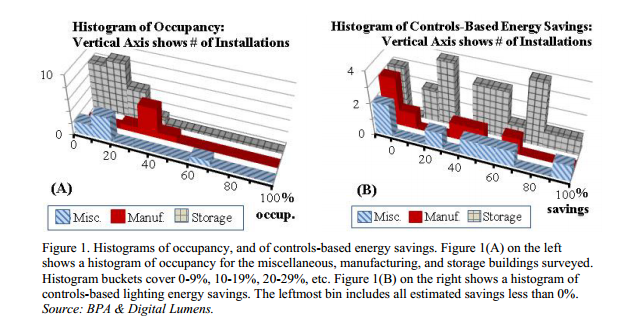 Histogram of Occupancy:
Vertical Axis shows # of Installations
10
0
0
20
40
60
80
100%
occup.
(A)
Misc. Manuf. Storage
Histogram of Controls-Based Energy Savings:
Vertical Axis shows # of Installations
4
2
0
0
20
40
60
80
100%
savings
(B)
Misc. Manuf. Storage
Figure 1. Histograms of occupancy, and of controls-based energy savings. Figure 1(A) on the left
shows a histogram of occupancy for the miscellaneous, manufacturing, and storage buildings surveyed.
Histogram buckets cover 0-9%, 10-19%, 20-29%, etc. Figure 1(B) on the right shows a histogram of
controls-based lighting energy savings. The leftmost bin includes all estimated savings less than 0%.
Source: BPA & Digital Lumens.